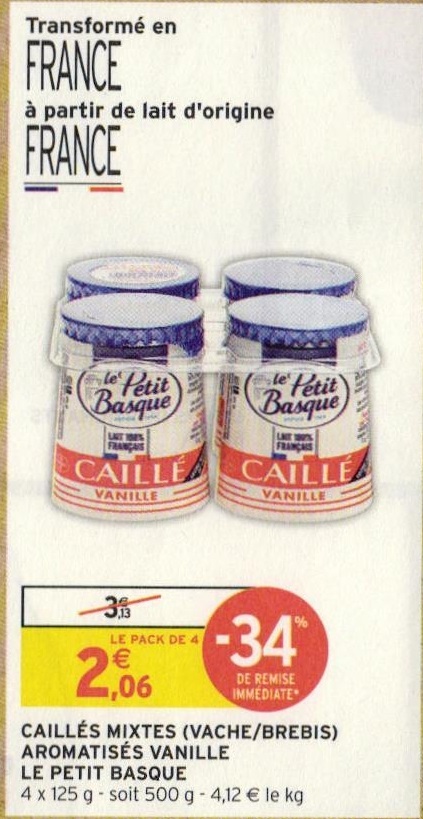 Transformé en
FRANCE
à partir de lait d'origine
FRANCE
le Petit
Basque
LAIT 100%
FRANÇAIS
CAILLÉ
VANILLE
le Petit
Basque
LAIT 100%
FRANÇAIS
CAILLÉ
VANILLE
3,€13
LE PACK DE 4
2,€06
-34%
DE REMISE
IMMÉDIATE*
CAILLÉS MIXTES (VACHE/BREBIS)
AROMATISÉS VANILLE
LE PETIT BASQUE
4 x 125 g - soit 500 g - 4,12 € le kg